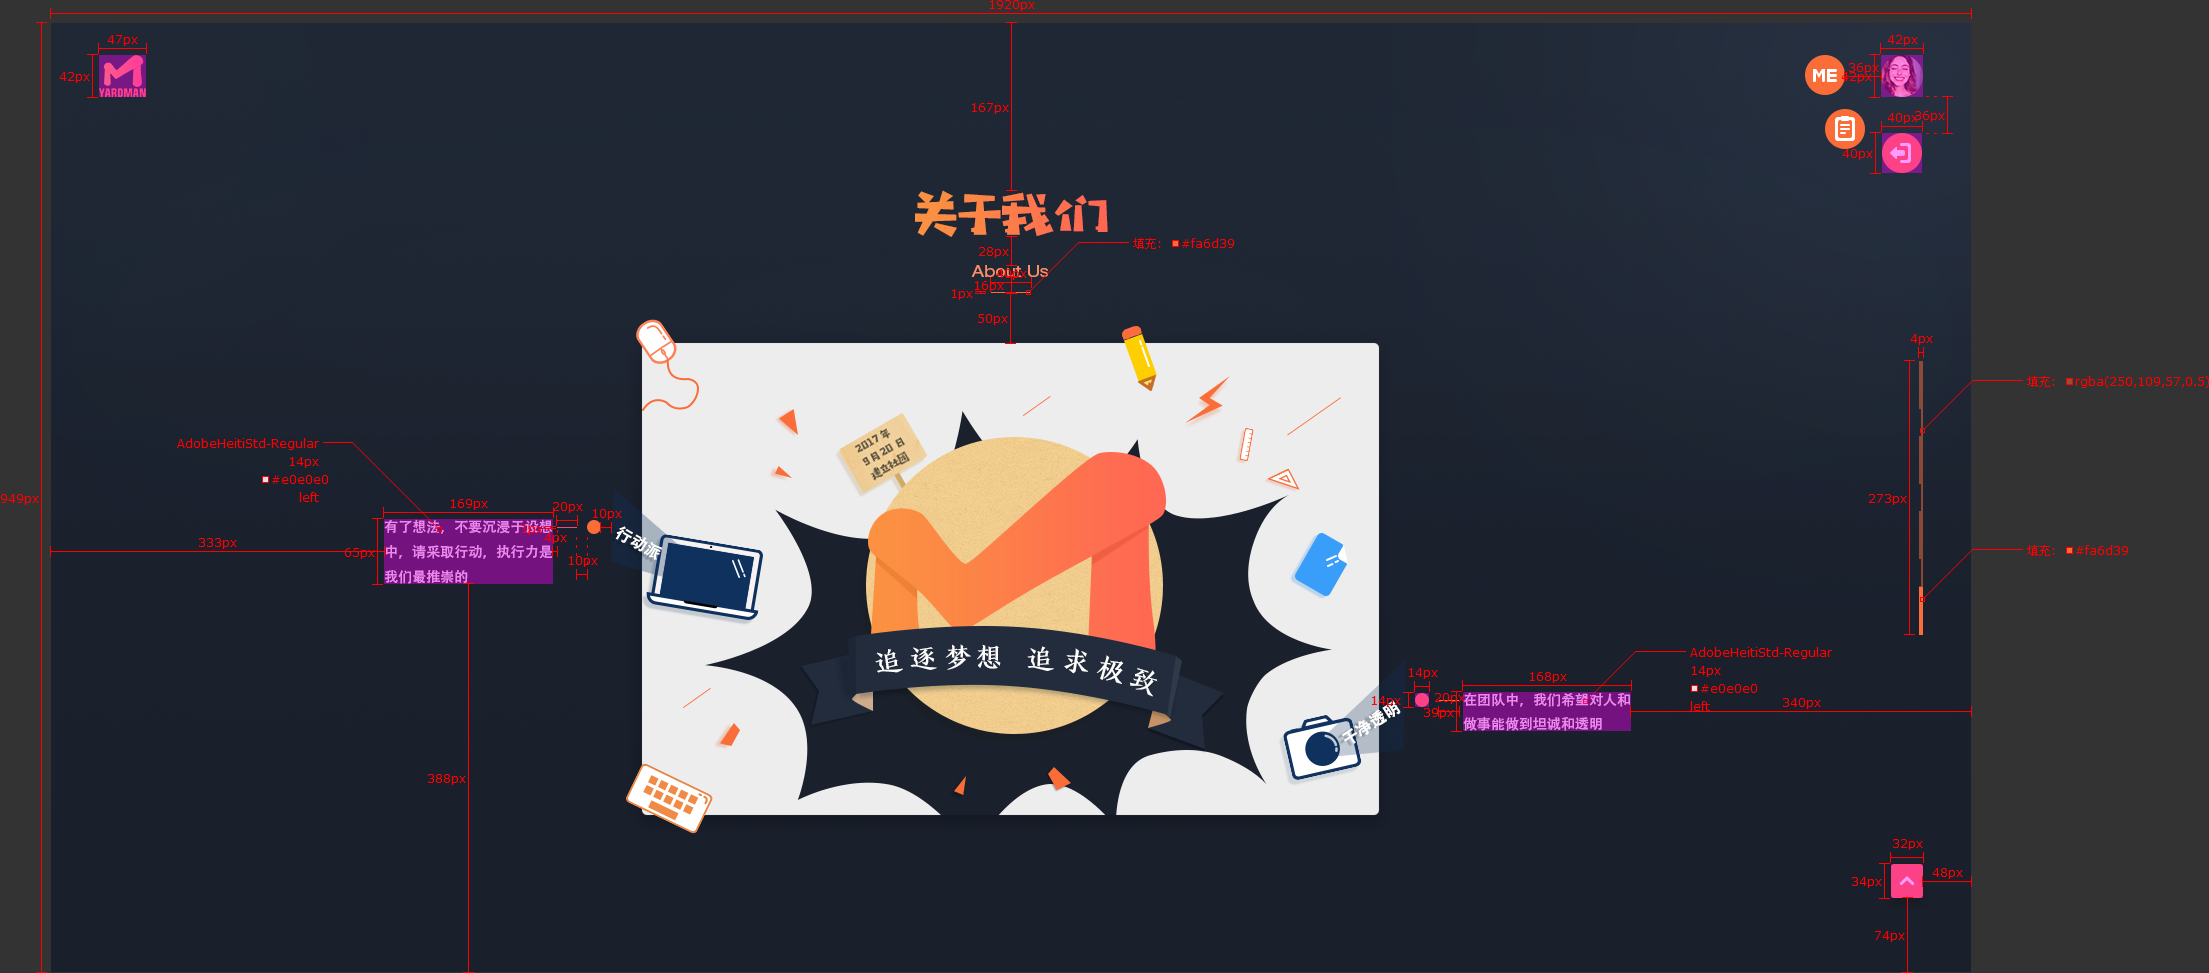 1920px
47px
42px
YARDMAN
42px
ME
36px
42px
36px
40px
40px
167px
关于我们
28px
填充: #fa6d39
About Us
16px
1px
50px
4px
填充: rgba(250,109,57,0.5)
2017年
9月20日
建立社团
AdobeHeitiStd-Regular
14px
#e0e0e0
left
949px
273px
169px
20px
10px
有了想法，不要沉浸于设想
中，请采取行动，执行力是
我们最推崇的
333px
65px
10px
行动派
填充: #fa6d39
追逐梦想 追求极致
AdobeHeitiStd-Regular
14px
#e0e0e0
left
14px
14px
39px
168px
340px
干净透明
在团队中，我们希望对人和
做事能做到坦诚和透明
388px
32px
34px
48px
74px